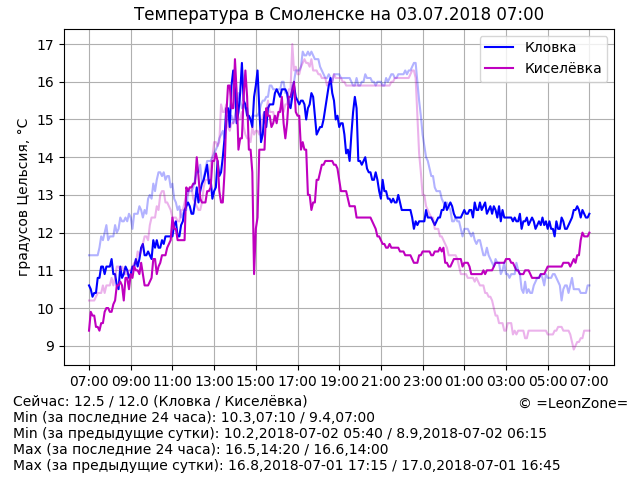 Температура в Смоленске на 03.07.2018 07:00
градусов Цельсия, °C
17
16
15
14
13
12
11
10
9
Кловка
Киселёвка
07:00 09:00 11:00 13:00 15:00 17:00 19:00 21:00 23:00 01:00 03:00 05:00 07:00
Сейчас: 12.5 / 12.0 (Кловка / Киселёвка)
© =LeonZone=
Min (за последние 24 часа): 10.3,07:10 / 9.4,07:00
Min (за предыдущие сутки): 10.2,2018-07-02 05:40 / 8.9,2018-07-02 06:15
Max (за последние 24 часа): 16.5,14:20 / 16.6,14:00
Max (за предыдущие сутки): 16.8,2018-07-01 17:15 / 17.0,2018-07-01 16:45